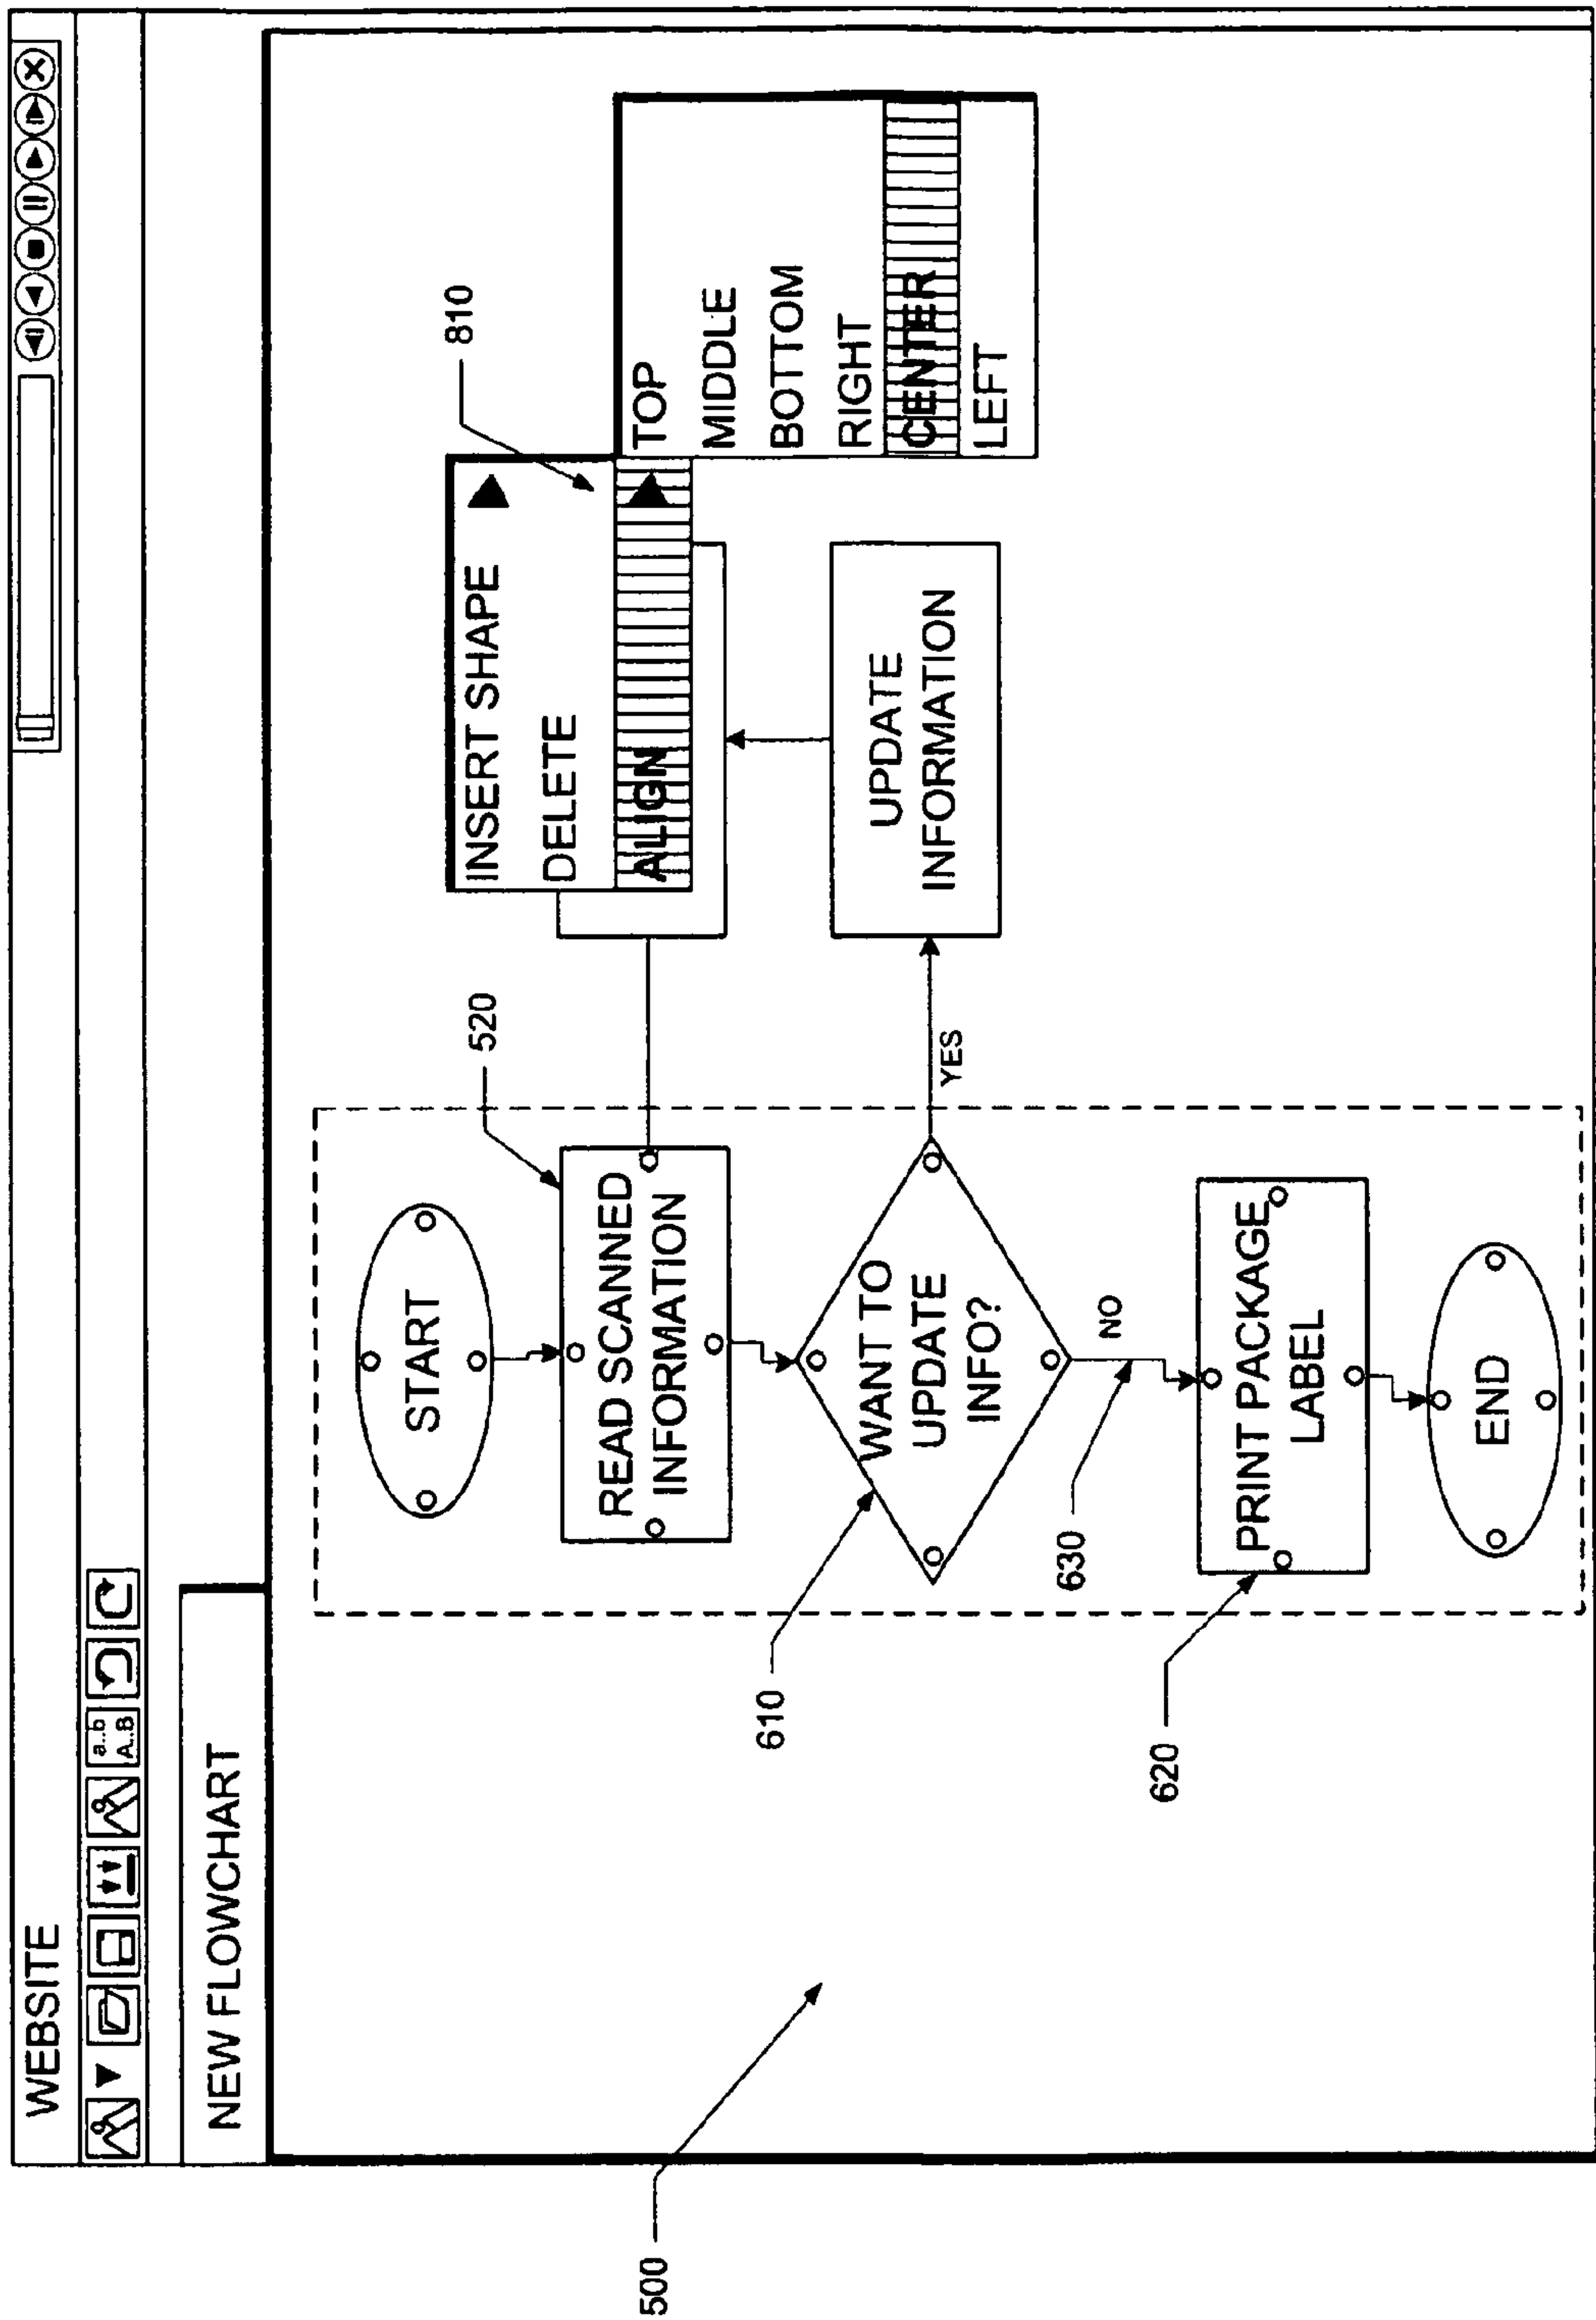 WEBSITE
a..b
A..B
NEW FLOWCHART
500
START
520
READ SCANNED
INFORMATION
610
WANT TO
UPDATE
INFO?
YES
630
NO
620
PRINT PACKAGE
LABEL
END
INSERT SHAPE
DELETE
ALIGN
810
TOP
MIDDLE
BOTTOM
RIGHT
CENTER
LEFT
UPDATE
INFORMATION